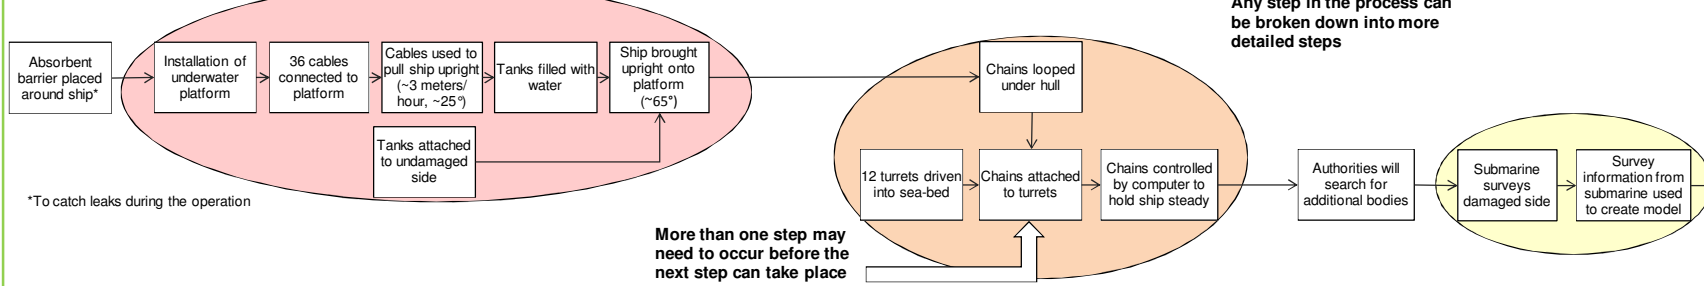 Any step in the process can
be broken down into more
detailed steps
Absorbent
barrier placed
around ship*
Installation of
underwater
platform
36 cables
connected to
platform
Cables used to
pull ship upright
(~3 meters/
hour, ~25°)
Tanks filled with
water
Ship brought
upright onto
platform
(~65°)
Tanks attached
to undamaged
side
*To catch leaks during the operation
Chains looped
under hull
12 turrets driven
into sea-bed
Chains attached
to turrets
Chains controlled
by computer to
hold ship steady
More than one step may
need to occur before the
next step can take place
Authorities will
search for
additional bodies
Submarine
surveys
damaged side
Survey
information from
submarine used
to create model